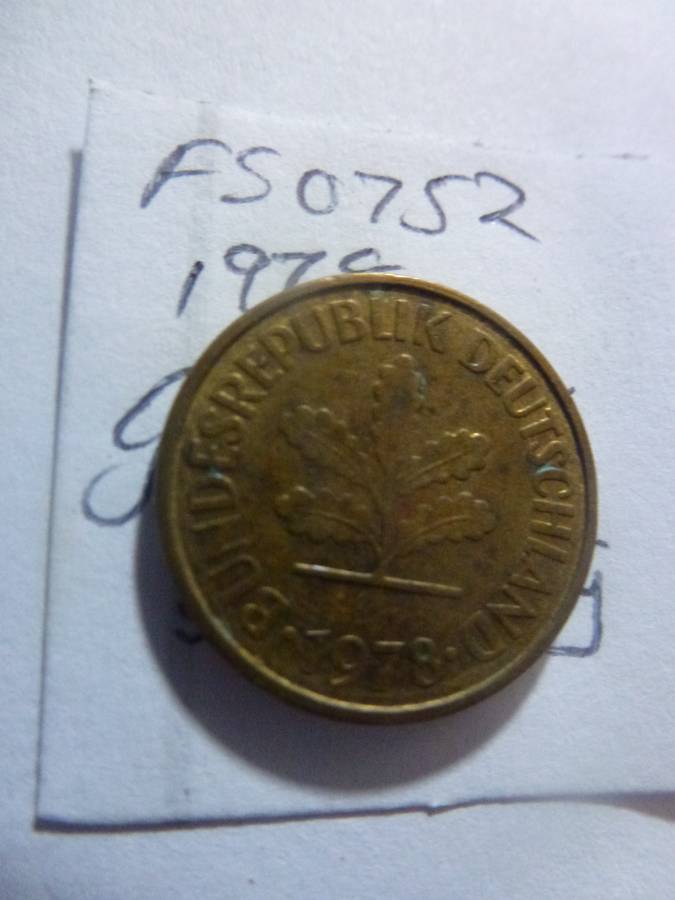 FS0752
BUNDESREPUBLIK DEUTSCHLAND
1978